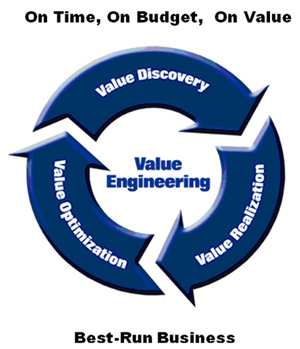 On Time, On Budget, On Value
Value Discovery
Value
Engineering
Value Optimization
Value Realization
Best-Run Business